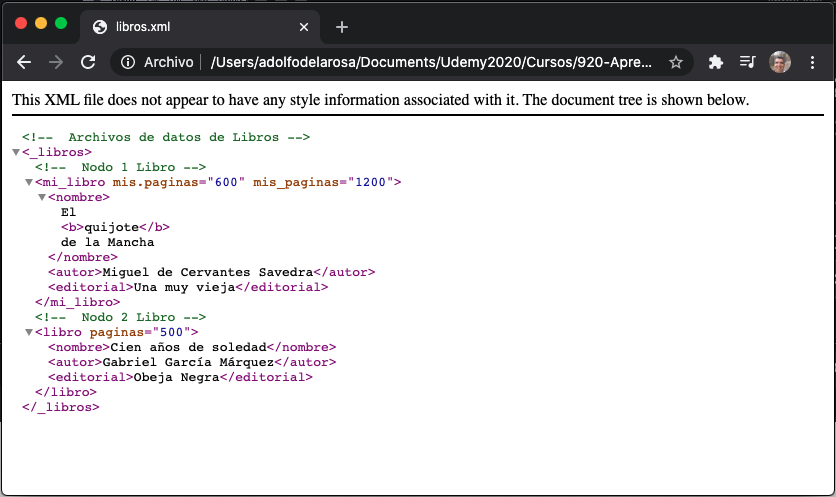 libros.xml
Archivo /Users/adolfodelarosa/Documents/Udemy2020/Cursos/920-Apre...
This XML file does not appear to have any style information associated with it. The document tree is shown below.
<!--  Archivos de datos de Libros -->
<_libros>
<!--  Nodo 1 Libro -->
<mi_libro mis.paginas="600" mis_paginas="1200">
<nombre>
El
<b>quijote</b>
de la Mancha
</nombre>
<autor>Miguel de Cervantes Savedra</autor>
<editorial>Una muy vieja</editorial>
</mi_libro>
<!--  Nodo 2 Libro -->
<libro paginas="500">
<nombre>Cien años de soledad</nombre>
<autor>Gabriel García Márquez</autor>
<editorial>Obeja Negra</editorial>
</libro>
</_libros>